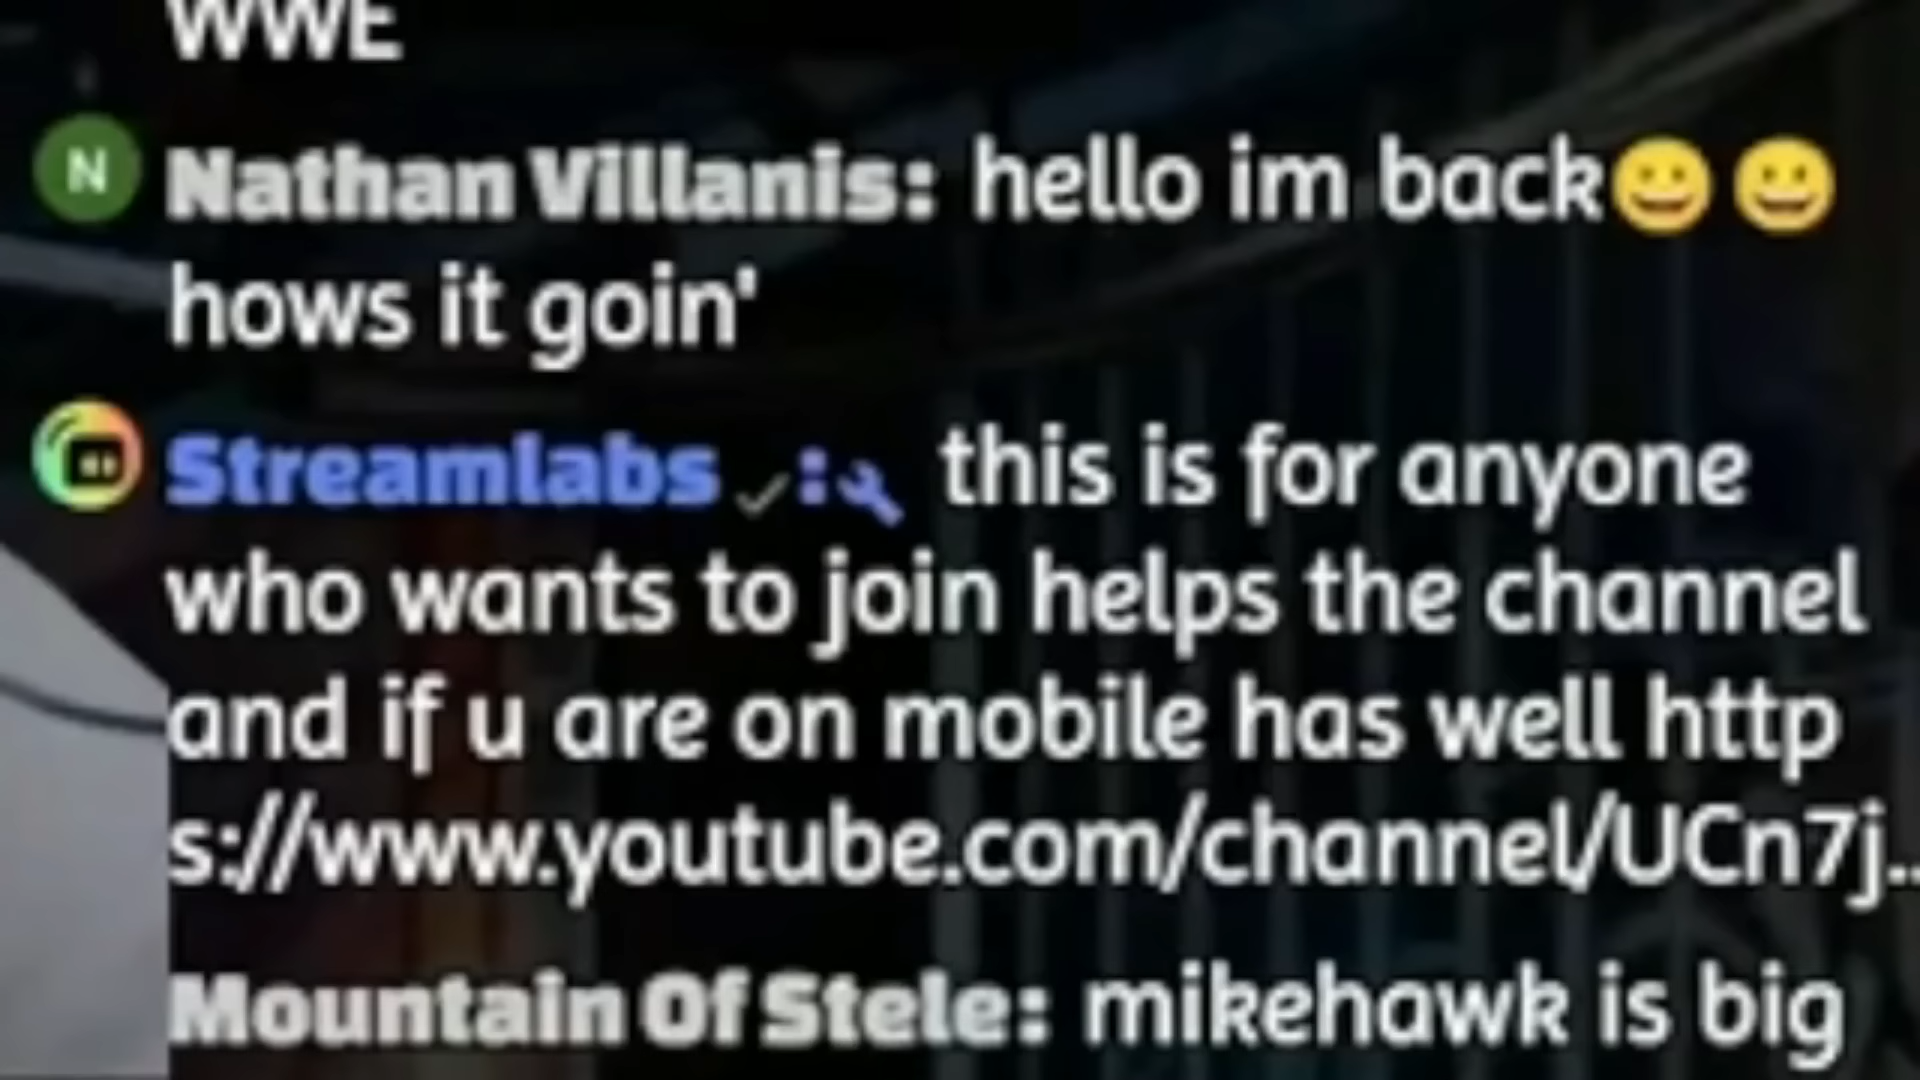 WWE
N
Nathan Villanis: hello im back😀😀
hows it goin'
Streamlabs ✓:🔧 this is for anyone
who wants to join helps the channel
and if u are on mobile has well http
s://www.youtube.com/channel/UCn7j..
Mountain Of Stele: mikehawk is big